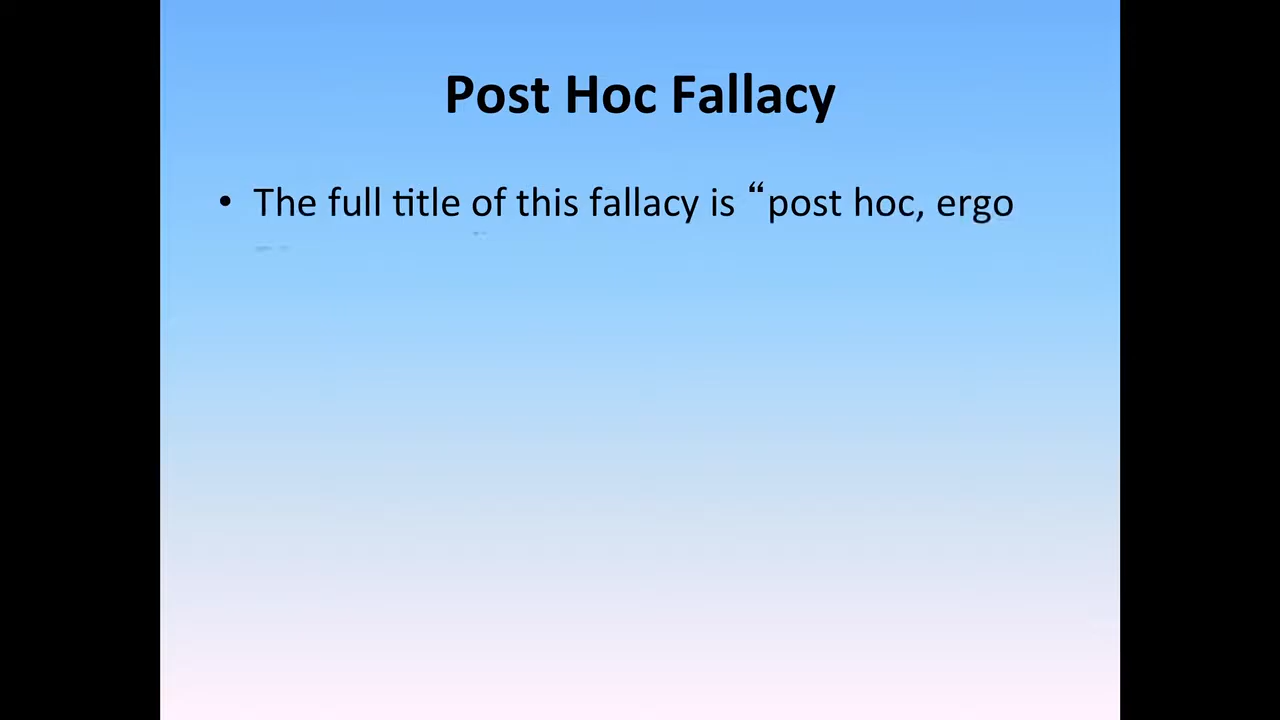 Post Hoc Fallacy
• The full title of this fallacy is “post hoc, ergo